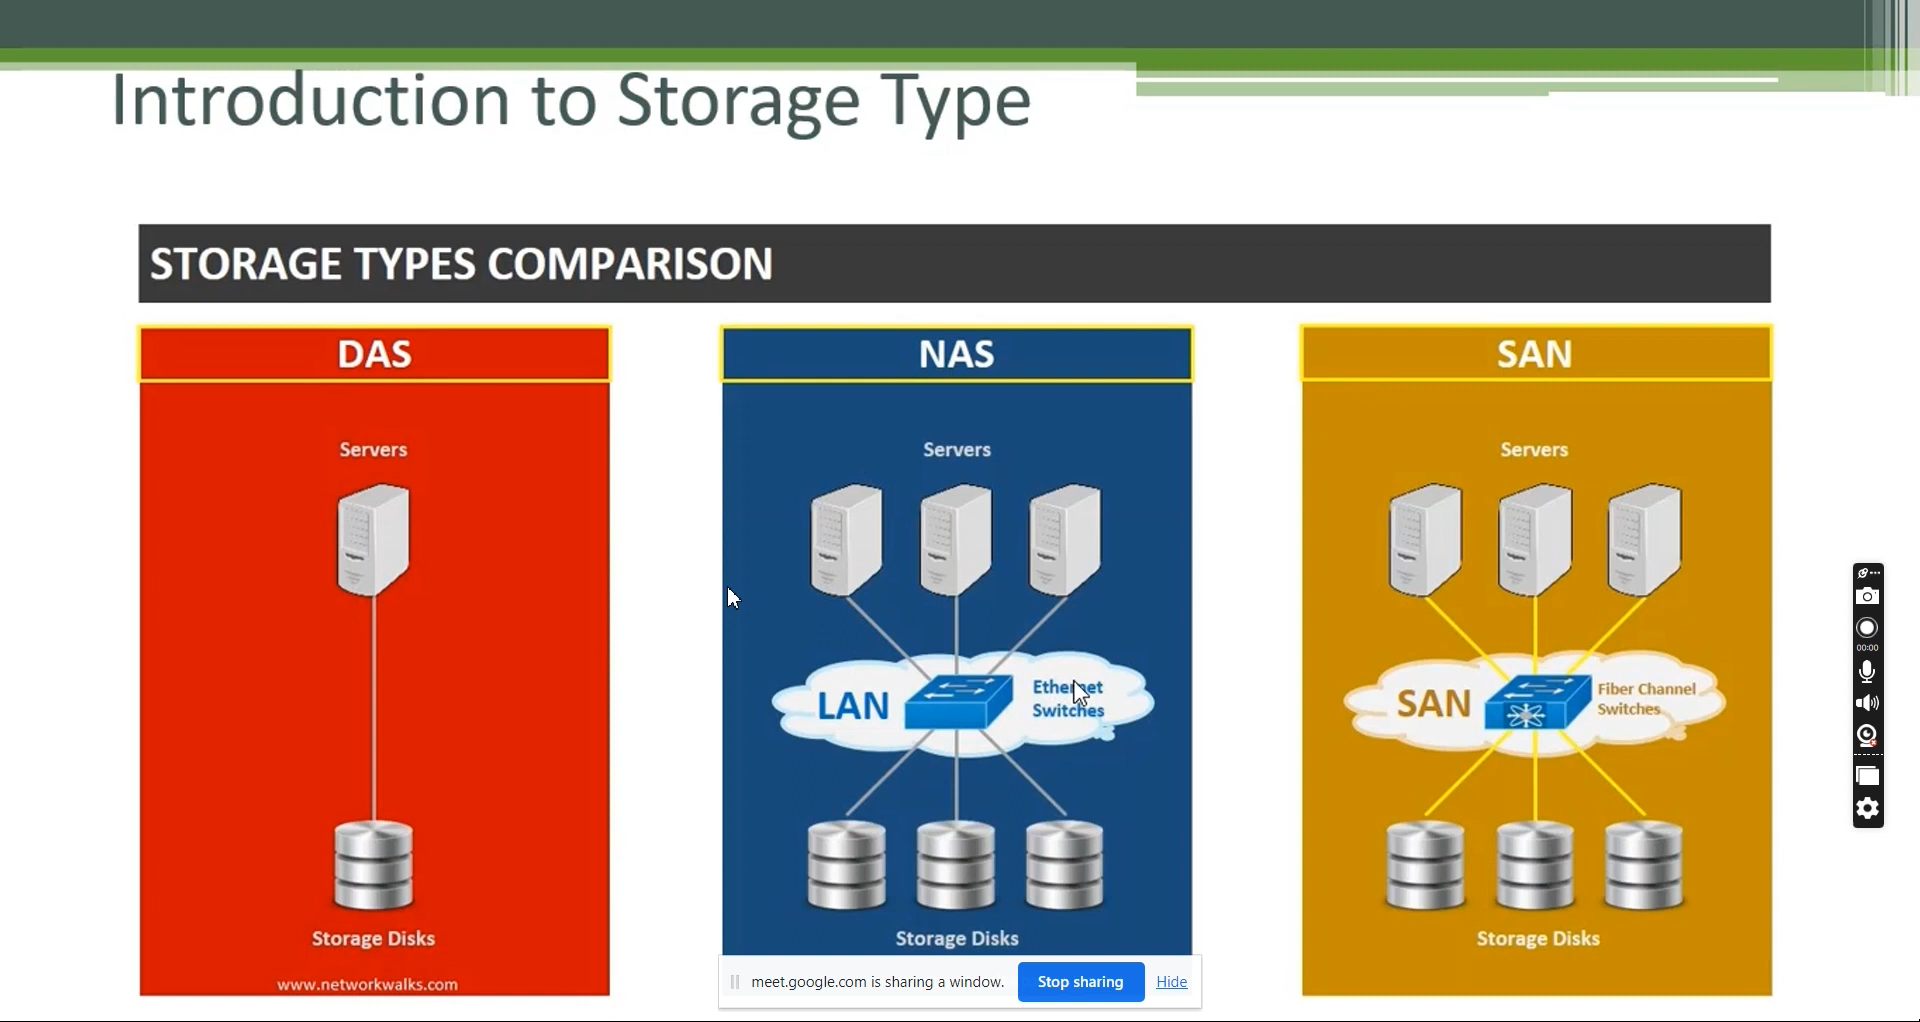 Introduction to Storage Type
STORAGE TYPES COMPARISON
DAS
Servers
Storage Disks
www.networkwalks.com
NAS
Servers
LAN
Ethernet
Switches
Storage Disks
SAN
Servers
SAN
Fiber Channel
Switches
Storage Disks
meet.google.com is sharing a window.
Stop sharing
Hide
00:00